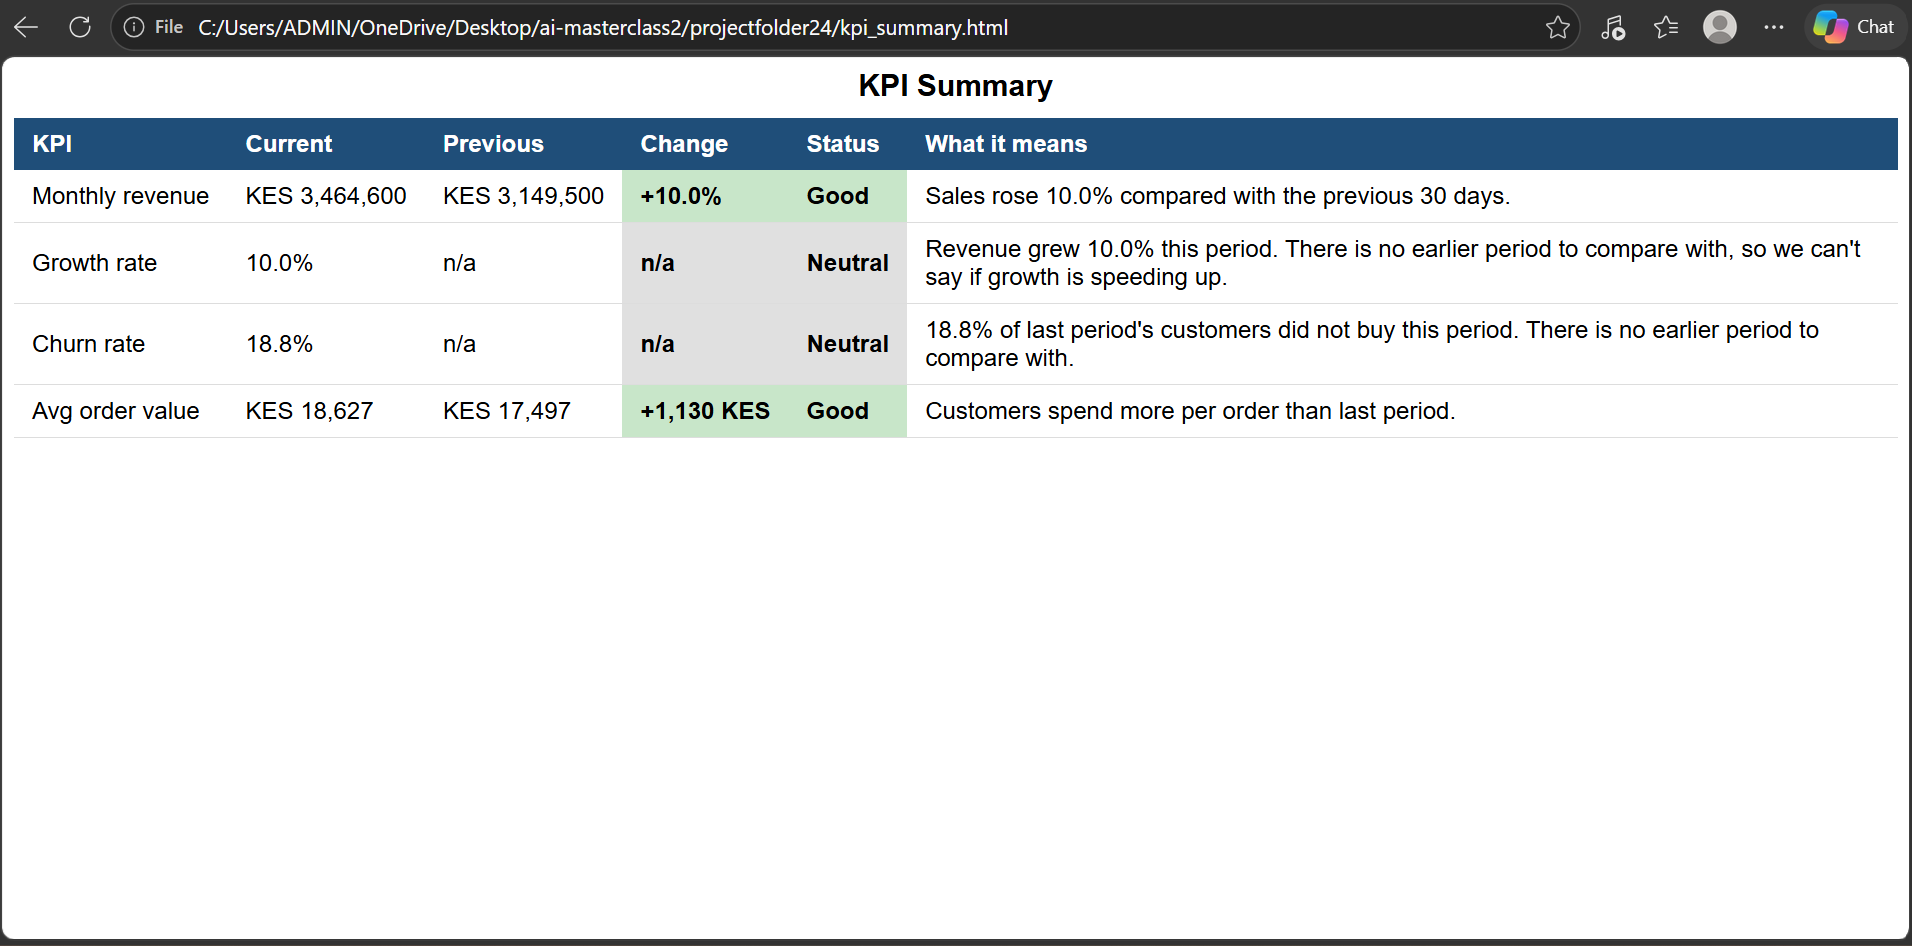 File C:/Users/ADMIN/OneDrive/Desktop/ai-masterclass2/projectfolder24/kpi_summary.html Chat
KPI Summary
KPI Current Previous Change Status What it means
Monthly revenue KES 3,464,600 KES 3,149,500 +10.0% Good Sales rose 10.0% compared with the previous 30 days.
Growth rate 10.0% n/a n/a Neutral Revenue grew 10.0% this period. There is no earlier period to compare with, so we can't
say if growth is speeding up.
Churn rate 18.8% n/a n/a Neutral 18.8% of last period's customers did not buy this period. There is no earlier period to
compare with.
Avg order value KES 18,627 KES 17,497 +1,130 KES Good Customers spend more per order than last period.